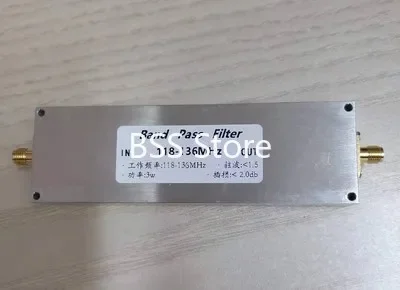 Band Pass Filter
BSS Store
IN 118-136MHz OUT
·工作频率:118-136MHz ·驻波:<1.5
·功率:3w ·插损:< 2.0db